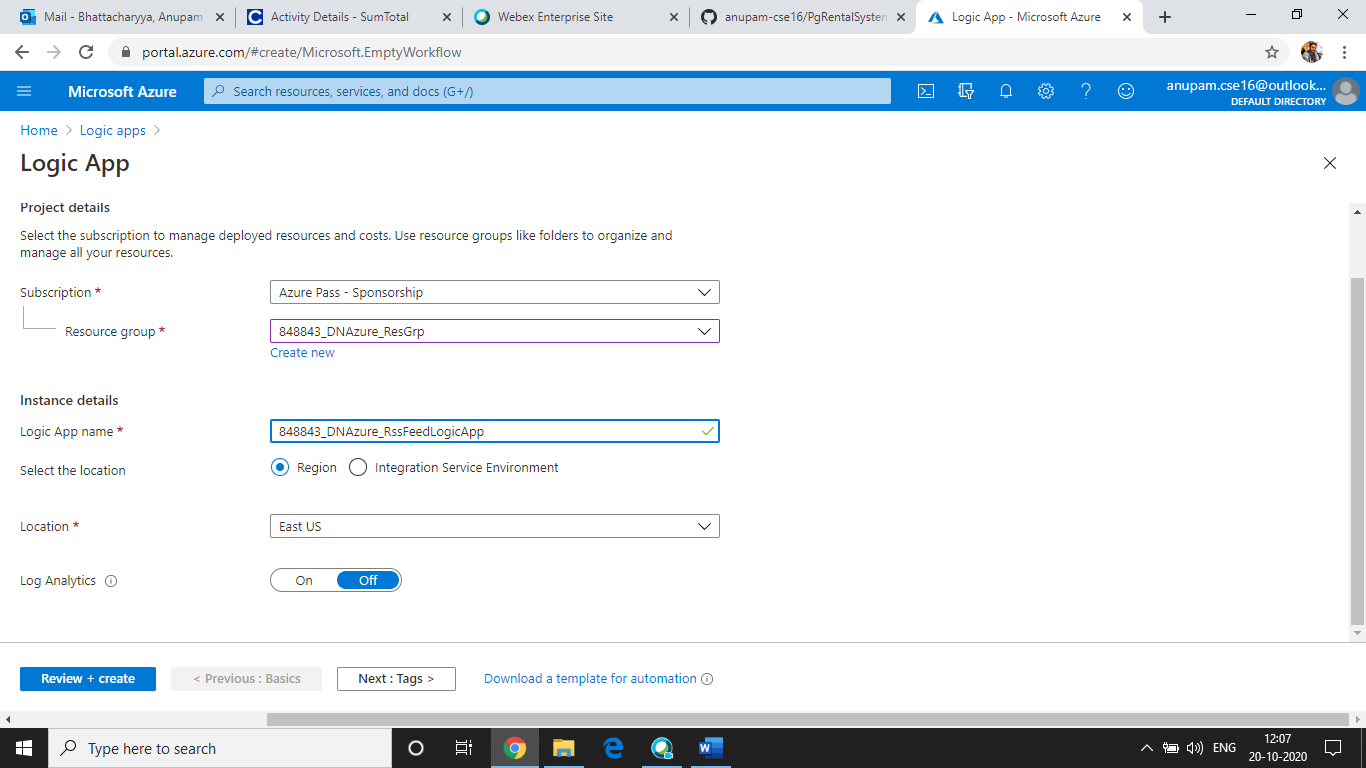 Mail - Bhattacharyya, Anupam
Activity Details - SumTotal
Webex Enterprise Site
anupam-cse16/PgRentalSystem
Logic App - Microsoft Azure
portal.azure.com/#create/Microsoft.EmptyWorkflow
Microsoft Azure
Search resources, services, and docs (G+/)
anupam.cse16@outlook...
DEFAULT DIRECTORY
Home > Logic apps >
Logic App
Project details
Select the subscription to manage deployed resources and costs. Use resource groups like folders to organize and
manage all your resources.
Subscription *
Azure Pass - Sponsorship
Resource group *
848843_DNAzure_ResGrp
Create new
Instance details
Logic App name *
848843_DNAzure_RssFeedLogicApp
Select the location
Region
Integration Service Environment
Location *
East US
Log Analytics
On
Off
Review + create
< Previous : Basics
Next : Tags >
Download a template for automation
Type here to search
ENG
12:07
20-10-2020